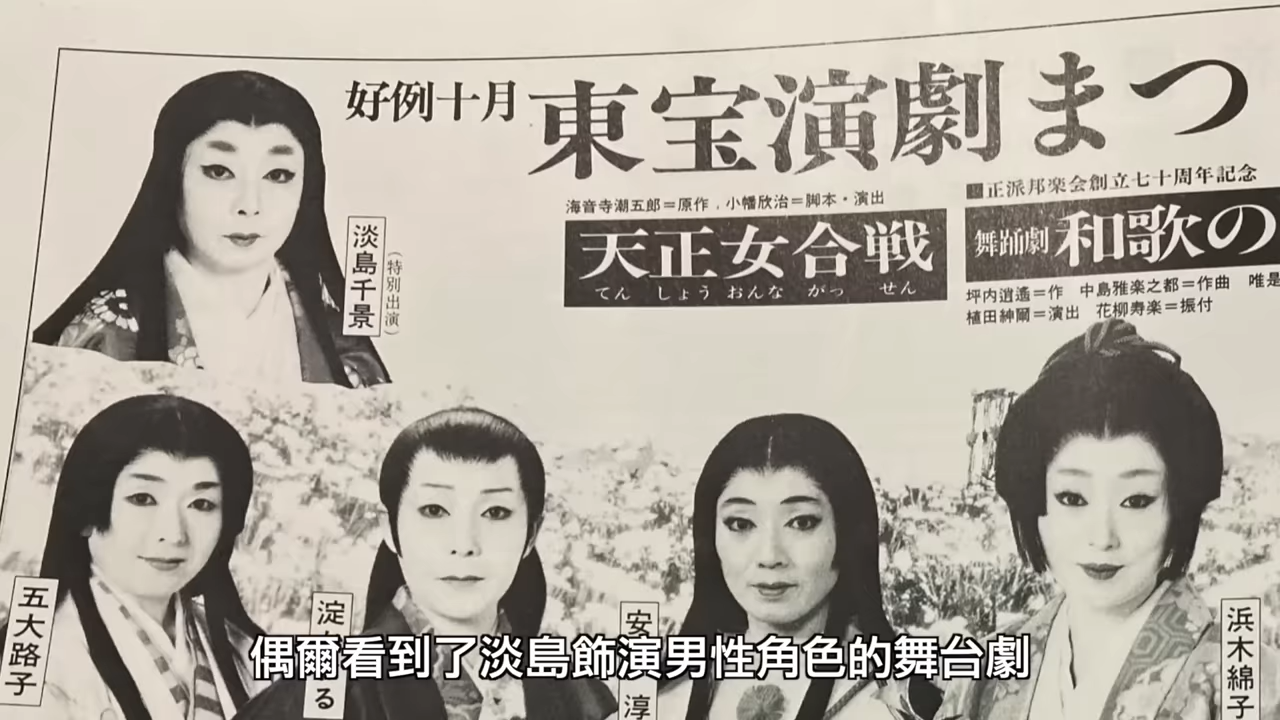 好例十月
東宝演劇まつ
海音寺潮五郎＝原作，小幡欣治＝脚本・演出
天正女合戦
てんしょうおんながっせん
正派邦楽会創立七十周年記念
舞踊劇 和歌の
坪内逍遙＝作 中島雅楽之都＝作曲 唯是
植田紳爾＝演出 花柳寿楽＝振付
淡島千景
（特別出演）
五大路子
淀
る
安
淳
浜木綿子
偶爾看到了淡島飾演男性角色的舞台劇